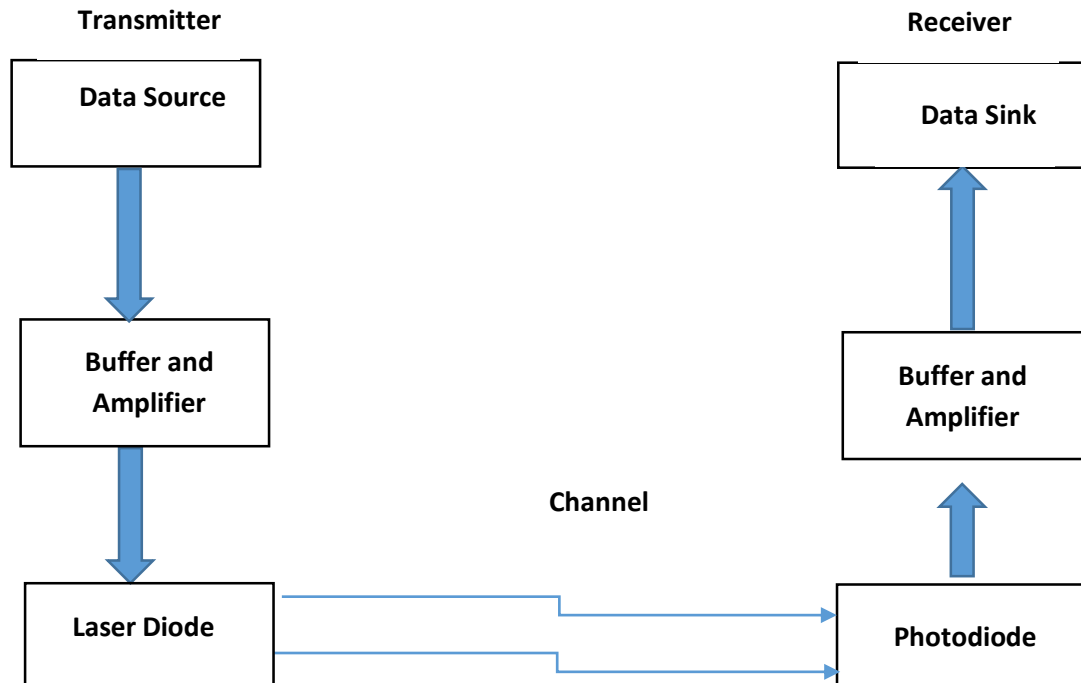 Transmitter
Receiver
Data Source
Data Sink
Buffer and
Amplifier
Buffer and
Amplifier
Channel
Laser Diode
Photodiode